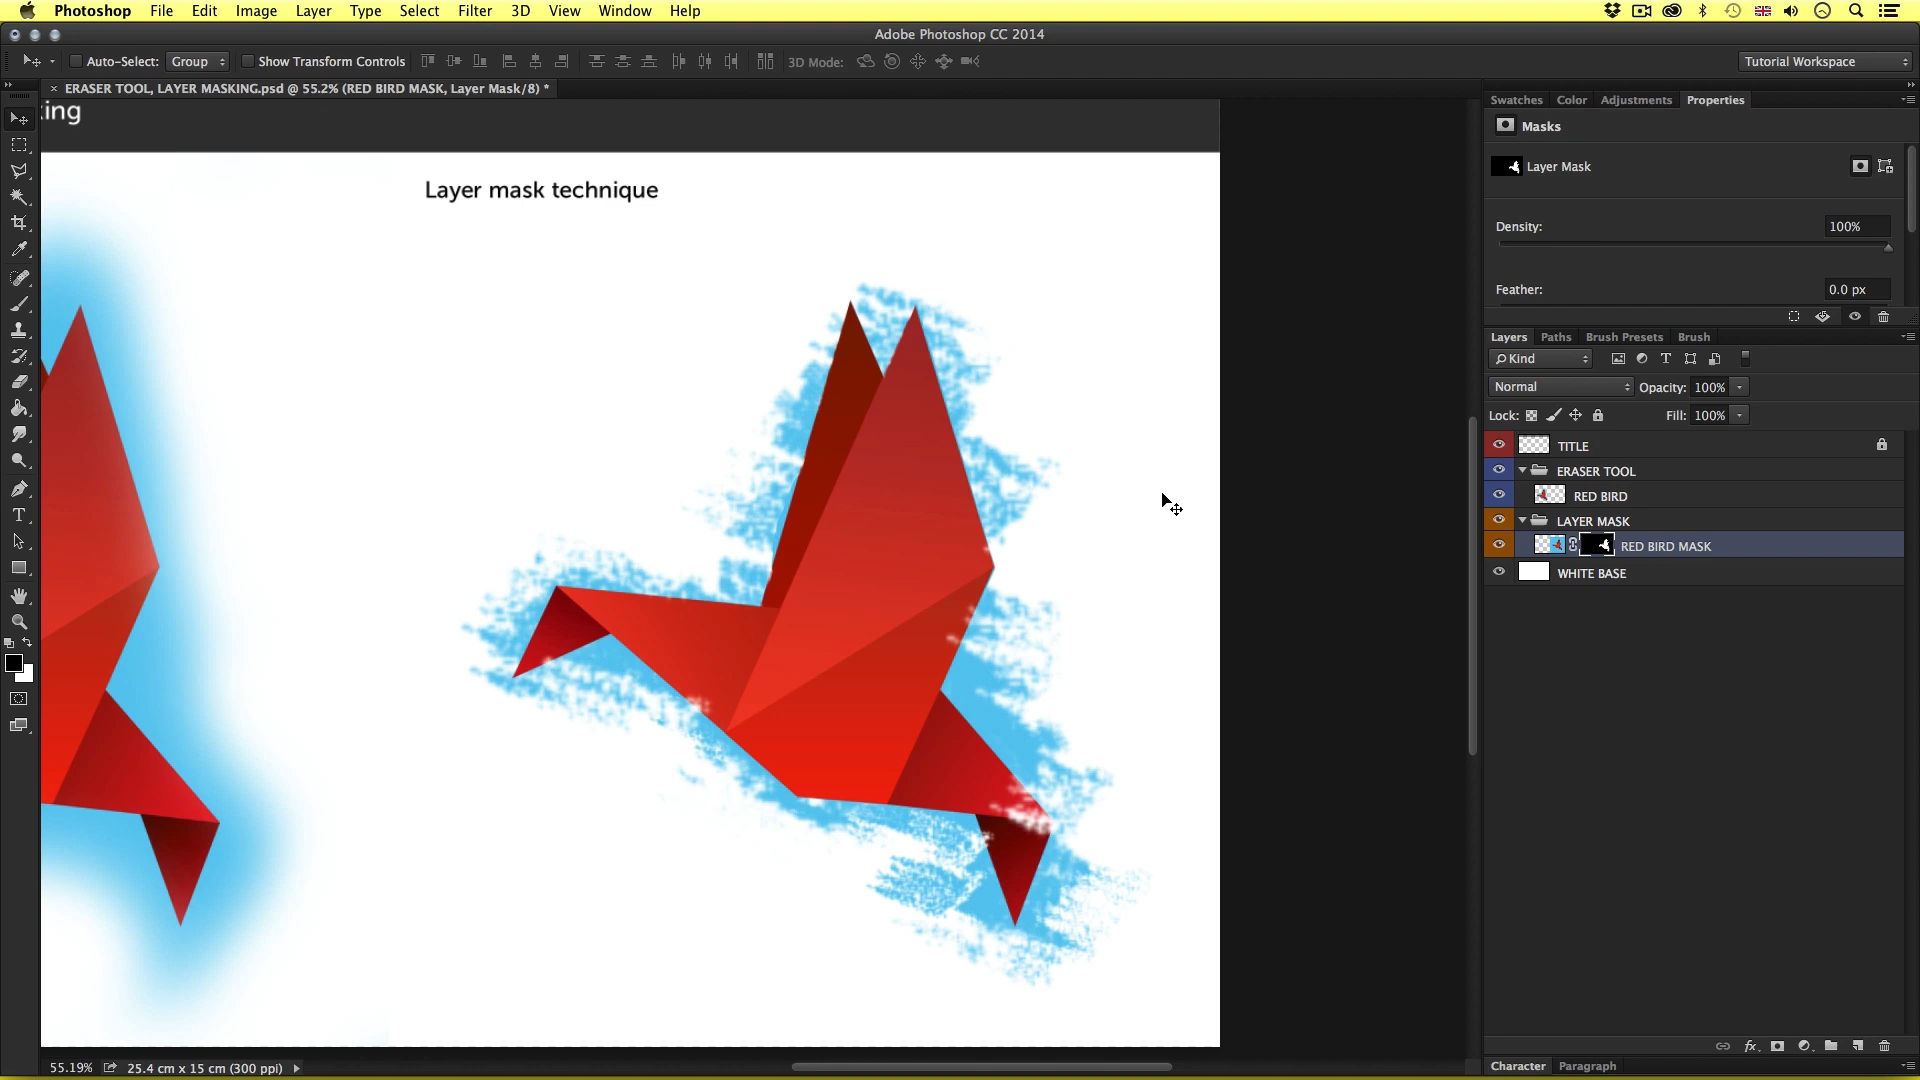 Photoshop File Edit Image Layer Type Select Filter 3D View Window Help
Adobe Photoshop CC 2014
Auto-Select: Group Show Transform Controls 3D Mode: Tutorial Workspace
× ERASER TOOL, LAYER MASKING.psd @ 55.2% (RED BIRD MASK, Layer Mask/8) *
king
Layer mask technique
Swatches Color Adjustments Properties
Masks
Layer Mask
Density: 100%
Feather: 0.0 px
Layers Paths Brush Presets Brush
Kind
Normal Opacity: 100%
Lock: Fill: 100%
TITLE
ERASER TOOL
RED BIRD
LAYER MASK
RED BIRD MASK
WHITE BASE
55.19% 25.4 cm x 15 cm (300 ppi)
Character Paragraph